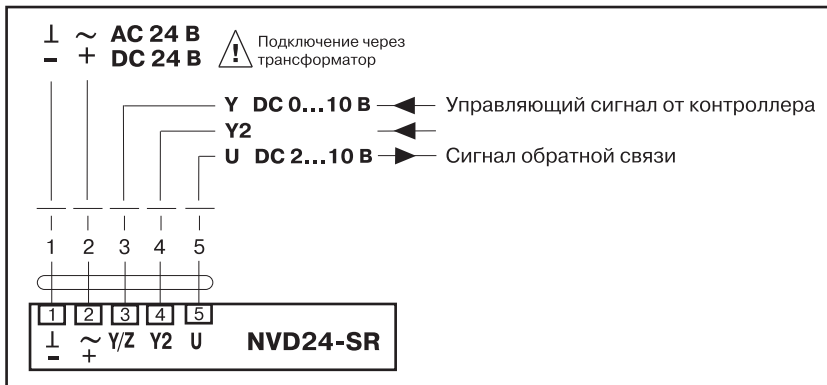 ⊥ ~ AC 24 В
– + DC 24 В
! Подключение через
трансформатор
Y DC 0...10 В Управляющий сигнал от контроллера
Y2
U DC 2...10 В Сигнал обратной связи
1 2 3 4 5
1 2 3 4 5
⊥ ~ Y/Z Y2 U NVD24-SR
– +